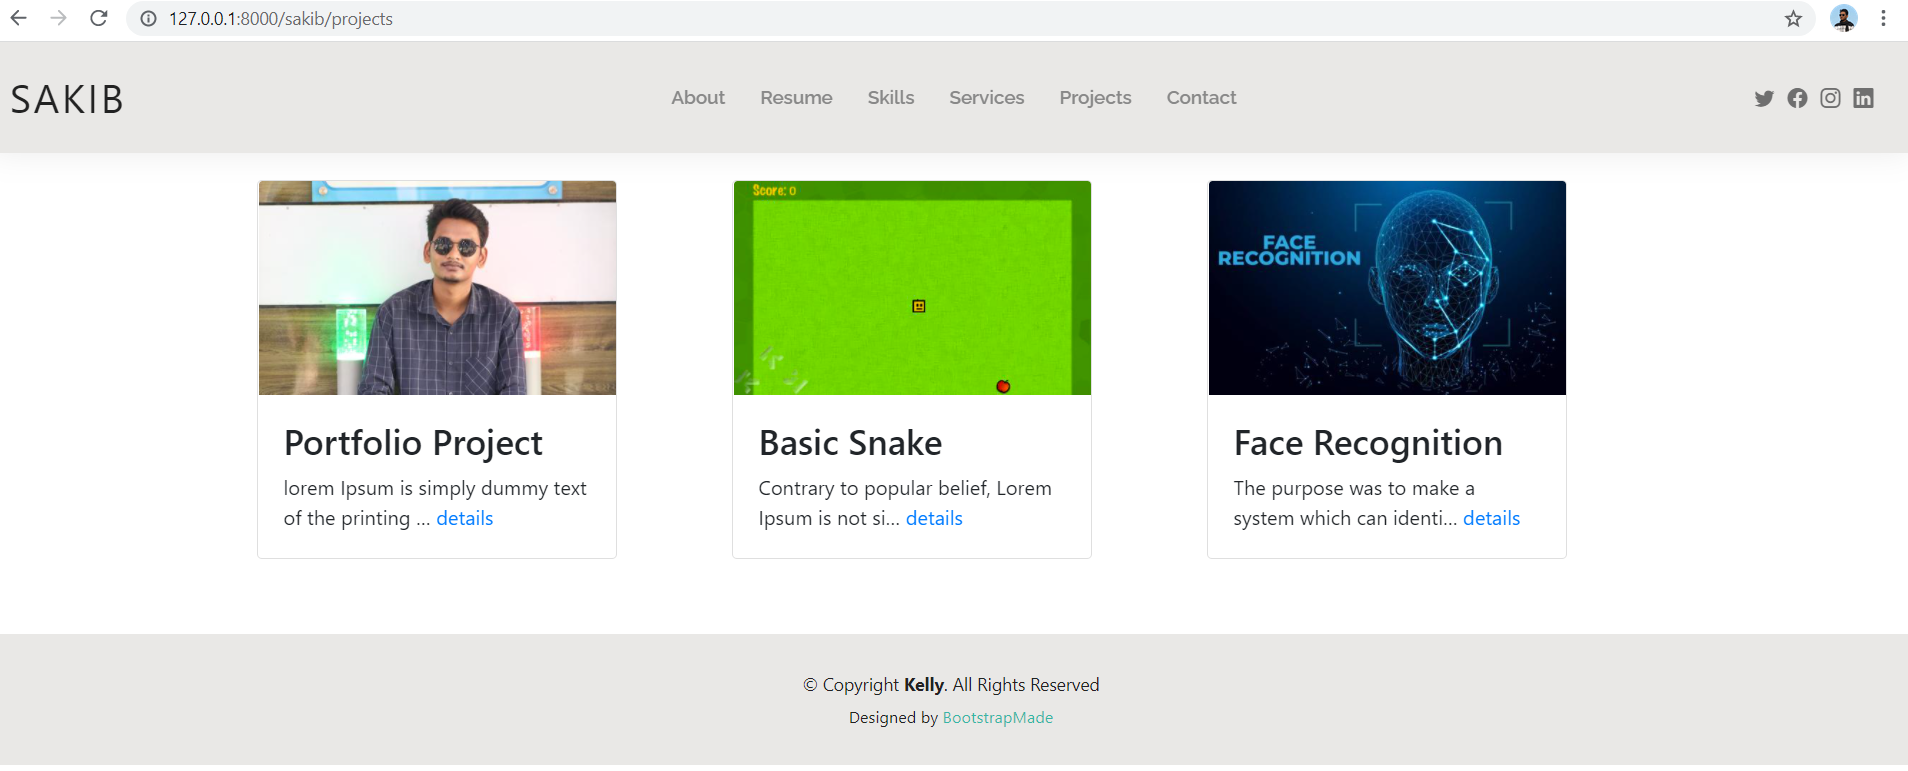 127.0.0.1:8000/sakib/projects
SAKIB
About Resume Skills Services Projects Contact
Score: 0
FACE
RECOGNITION
Portfolio Project
lorem Ipsum is simply dummy text
of the printing ... details
Basic Snake
Contrary to popular belief, Lorem
Ipsum is not si... details
Face Recognition
The purpose was to make a
system which can identi... details
© Copyright Kelly. All Rights Reserved
Designed by BootstrapMade